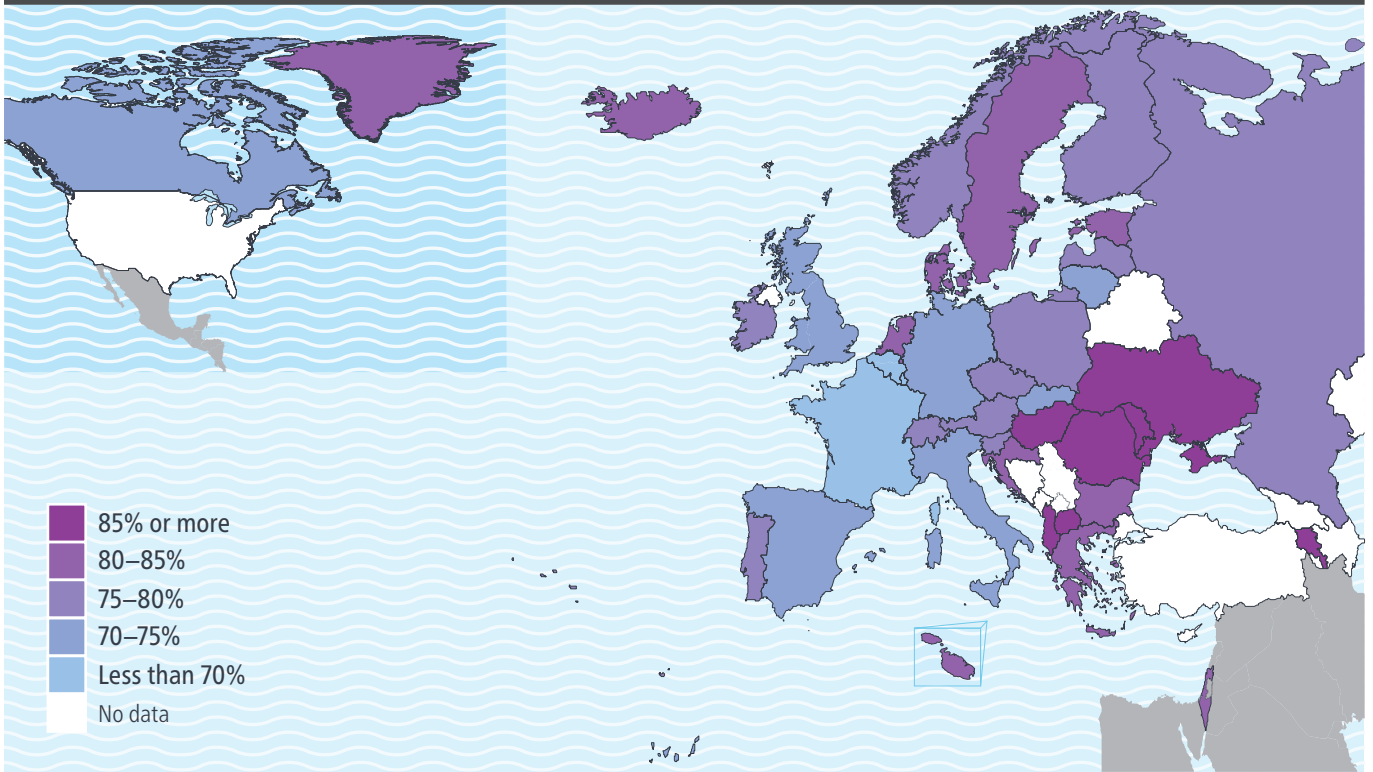 85% or more
80–85%
75–80%
70–75%
Less than 70%
No data